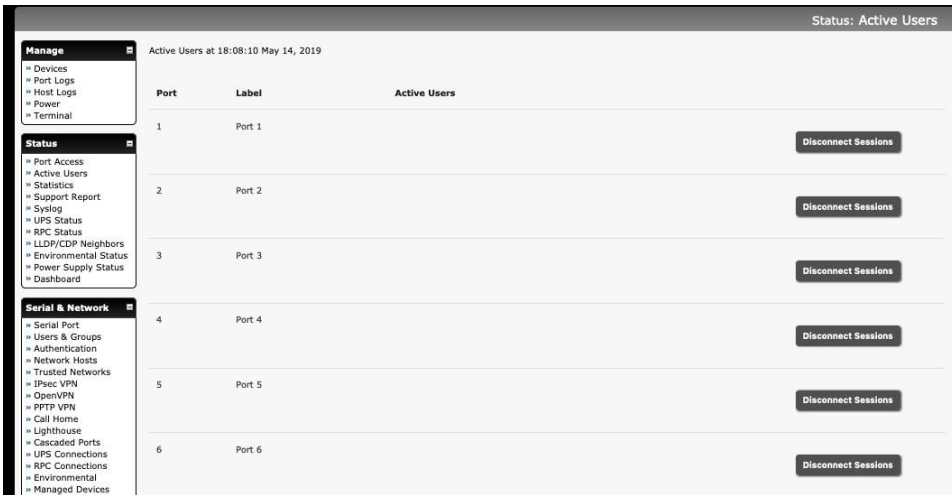 Status: Active Users
Manage
» Devices
» Port Logs
» Host Logs
» Power
» Terminal
Status
» Port Access
» Active Users
» Statistics
» Support Report
» Syslog
» UPS Status
» RPC Status
» LLDP/CDP Neighbors
» Environmental Status
» Power Supply Status
» Dashboard
Serial & Network
» Serial Port
» Users & Groups
» Authentication
» Network Hosts
» Trusted Networks
» IPsec VPN
» OpenVPN
» PPTP VPN
» Call Home
» Lighthouse
» Cascaded Ports
» UPS Connections
» RPC Connections
» Environmental
» Managed Devices
Active Users at 18:08:10 May 14, 2019
Port Label Active Users
1 Port 1
Disconnect Sessions
2 Port 2
Disconnect Sessions
3 Port 3
Disconnect Sessions
4 Port 4
Disconnect Sessions
5 Port 5
Disconnect Sessions
6 Port 6
Disconnect Sessions